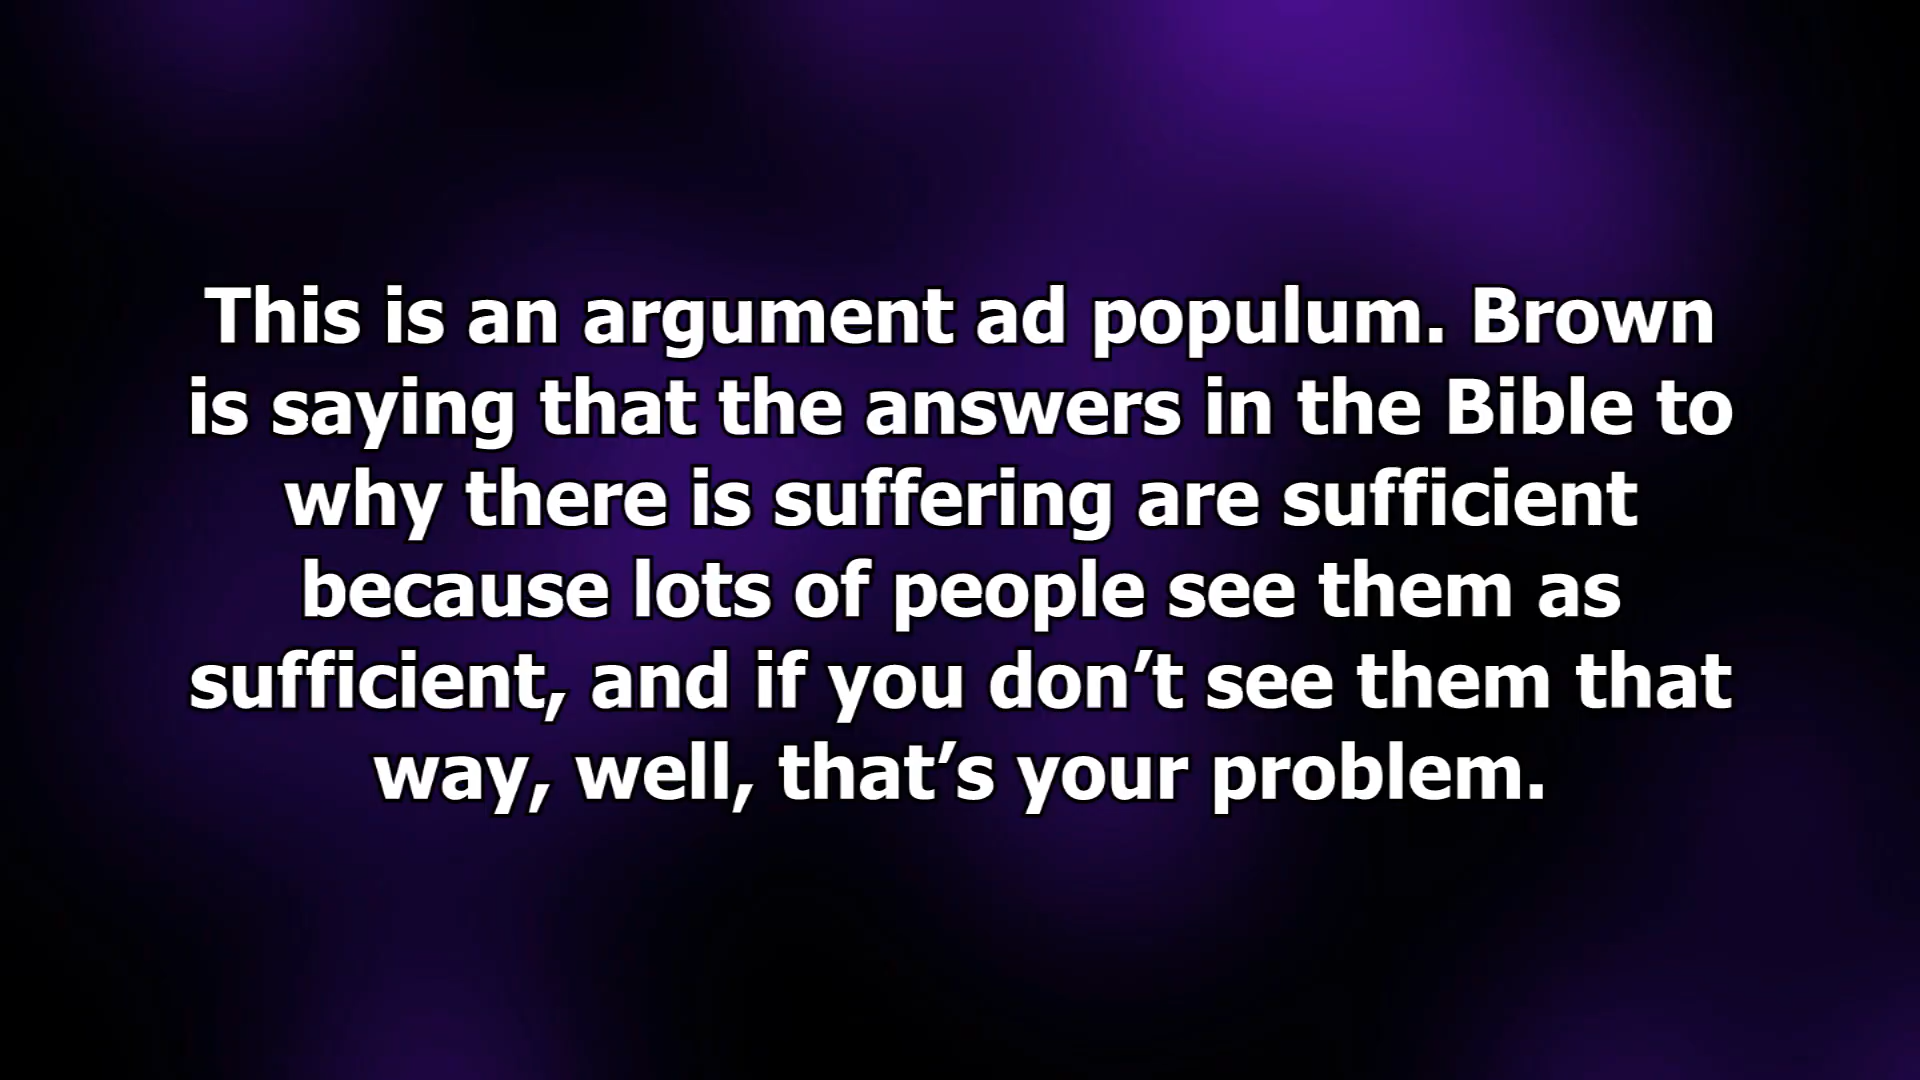 This is an argument ad populum. Brown
is saying that the answers in the Bible to
why there is suffering are sufficient
because lots of people see them as
sufficient, and if you don’t see them that
way, well, that’s your problem.